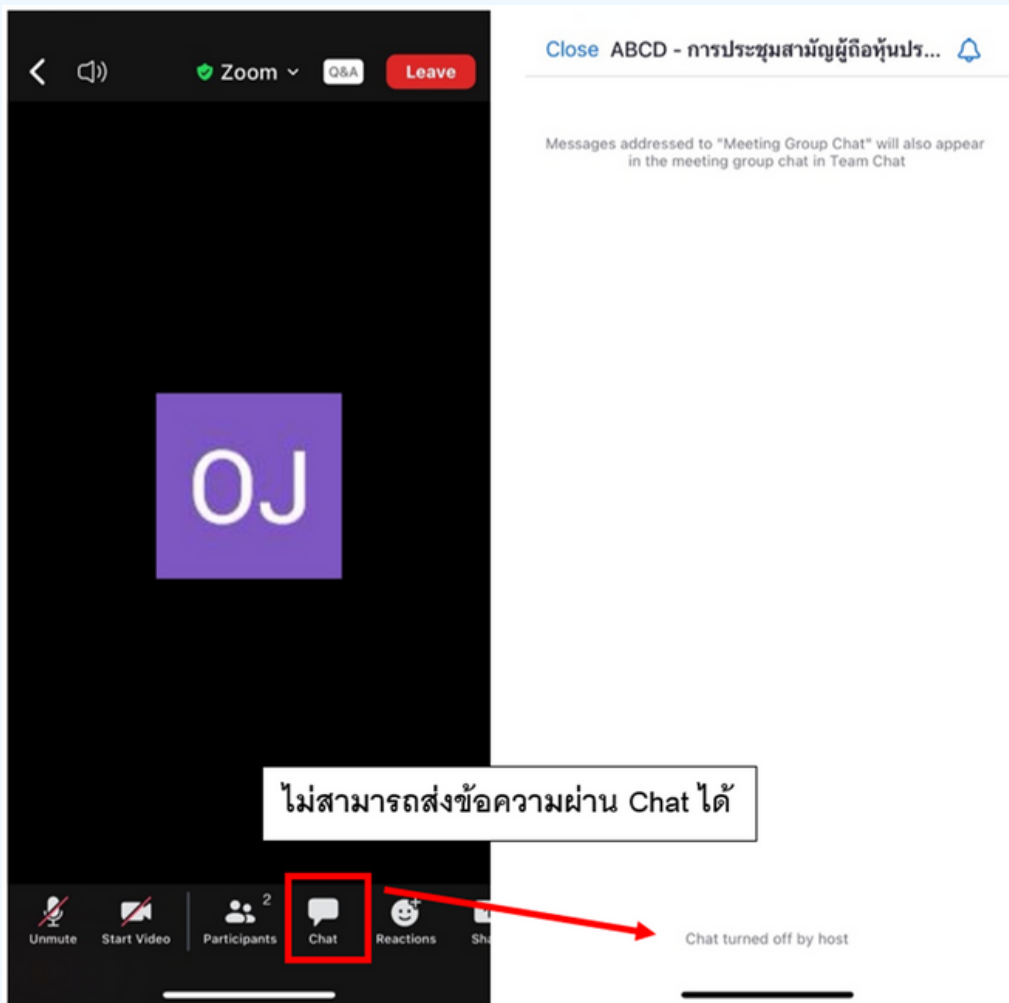 Zoom
Q&A
Leave
OJ
Unmute
Start Video
Participants
2
Chat
Reactions
Close ABCD - การประชุมสามัญผู้ถือหุ้นปร...
Messages addressed to "Meeting Group Chat" will also appear
in the meeting group chat in Team Chat
ไม่สามารถส่งข้อความผ่าน Chat ได้
Chat turned off by host